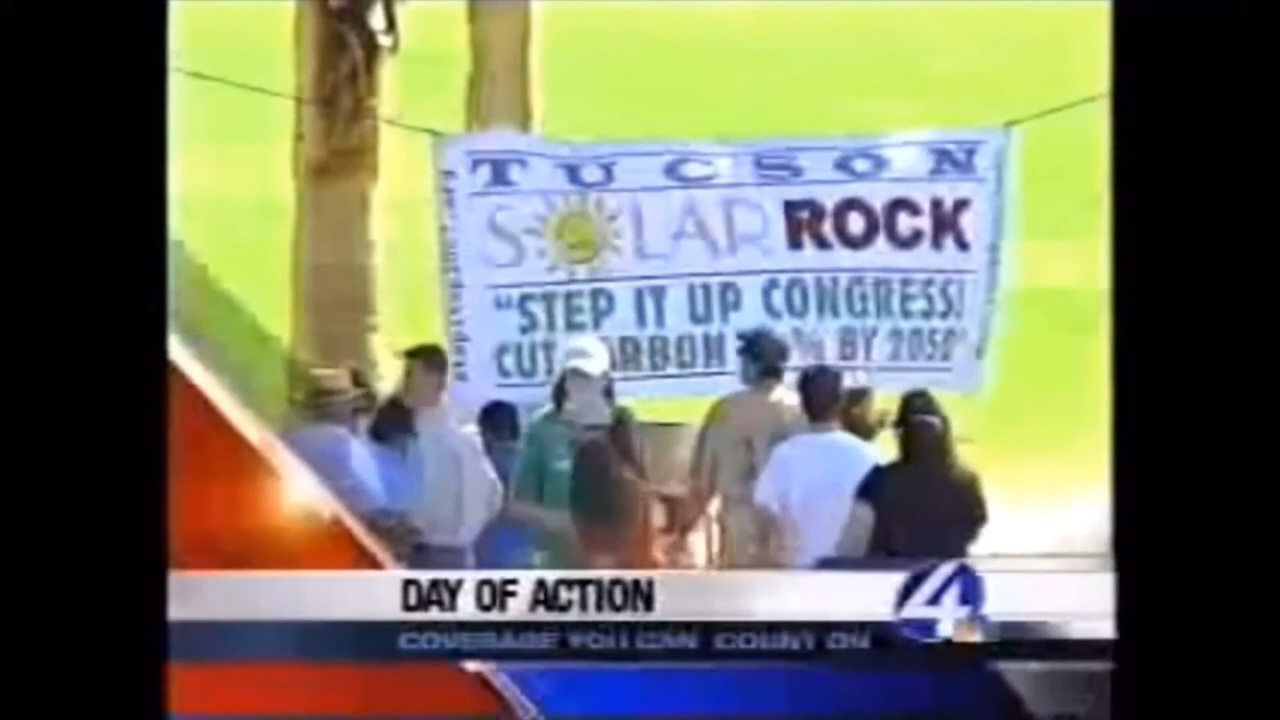 TUCSON
SOLAR ROCK
"STEP IT UP CONGRESS!
CUT CARBON % BY 2050"
DAY OF ACTION
4
COVERAGE YOU CAN COUNT ON